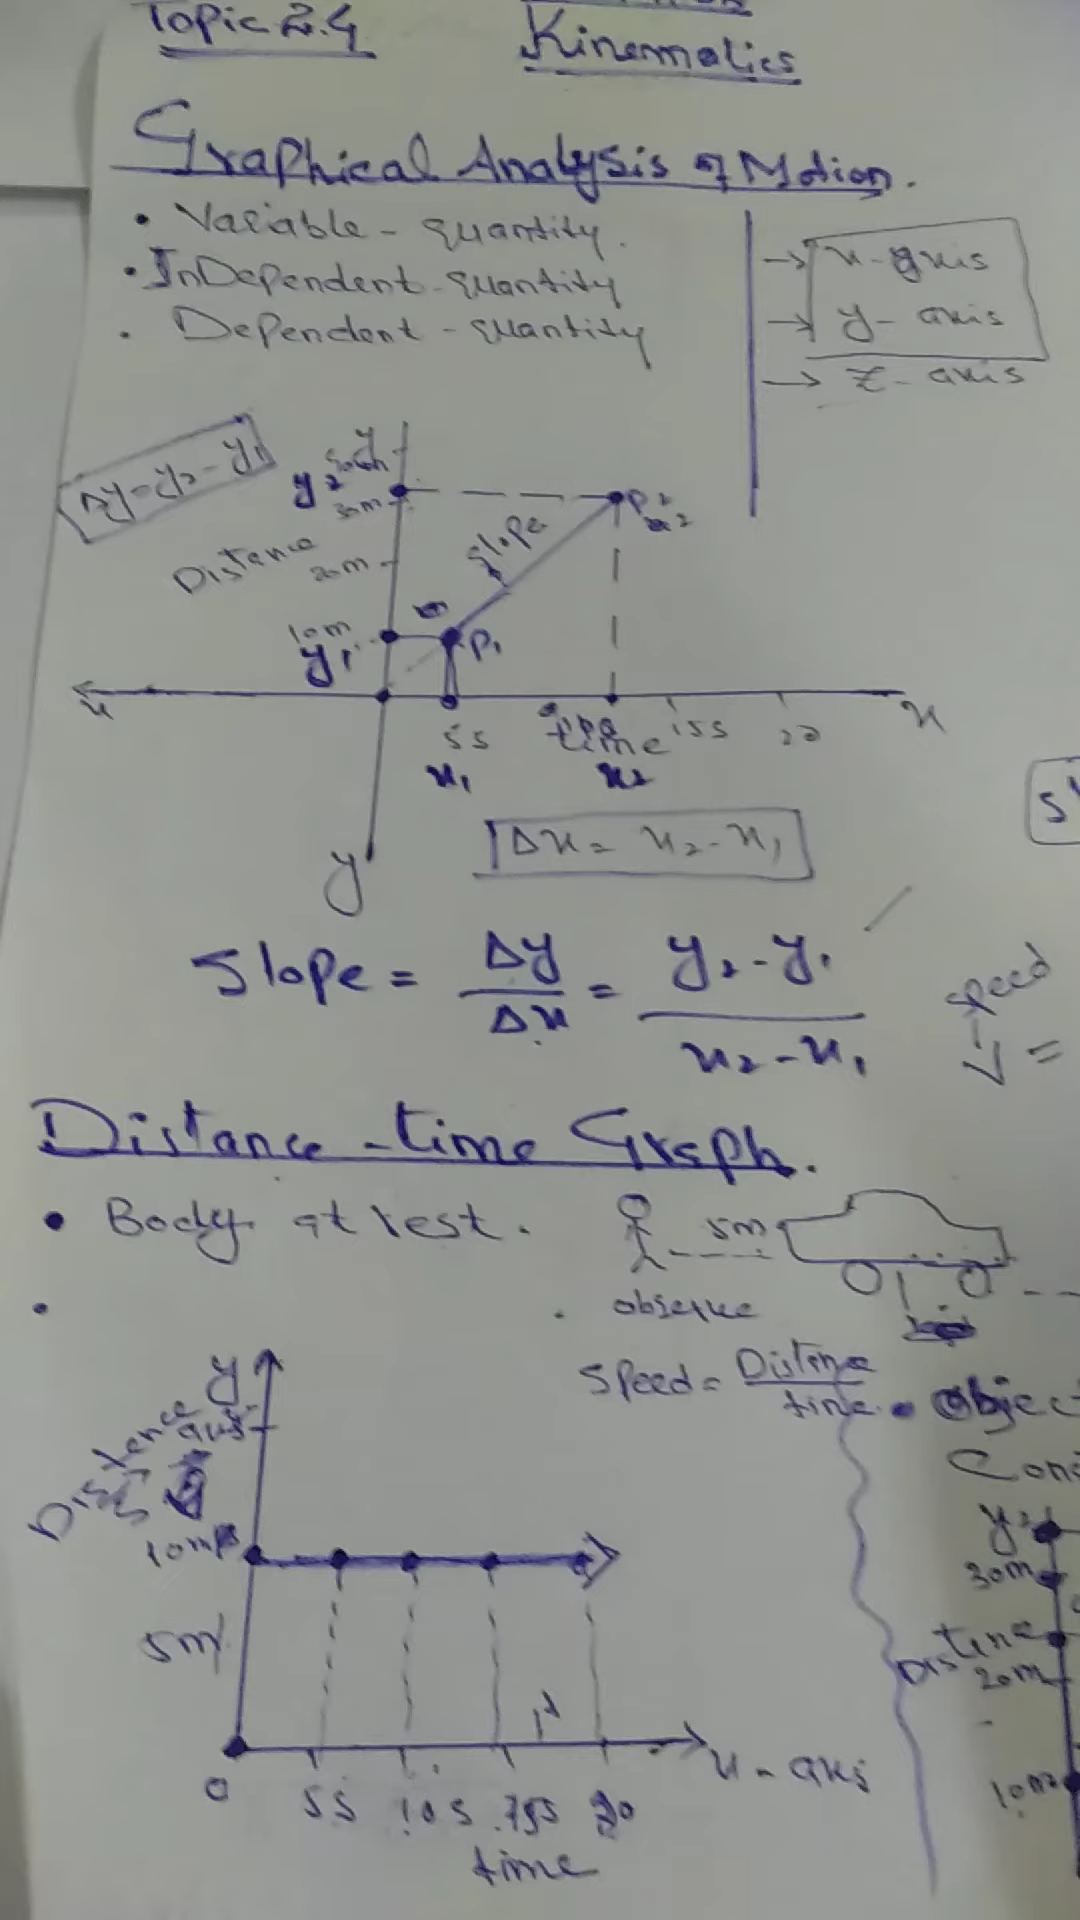 Topic 2.4
Kinematics
Graphical Analysis of Motion.
• Variable - quantity.
• InDependent - quantity
• Dependent - quantity
→ x-axis
→ y-axis
→ z-axis
Δy = y2 - y1
y
y2
30m
P2
Slope
Distance
20m
10m
y1
P1
x
x
5s
time
15s
20
x1
x2
Δx = x2 - x1
y
Slope = Δy/Δx = y2 - y1 / x2 - x1
Speed
v =
Distance - time Graph.
• Body at rest.
5m
• observe
Speed = Distance / time
• Objec
Con
y
axis
Distance
10m
5m
0
5s
10s
15s
20
x - axis
time
y2
30m
Distance
20m
10m